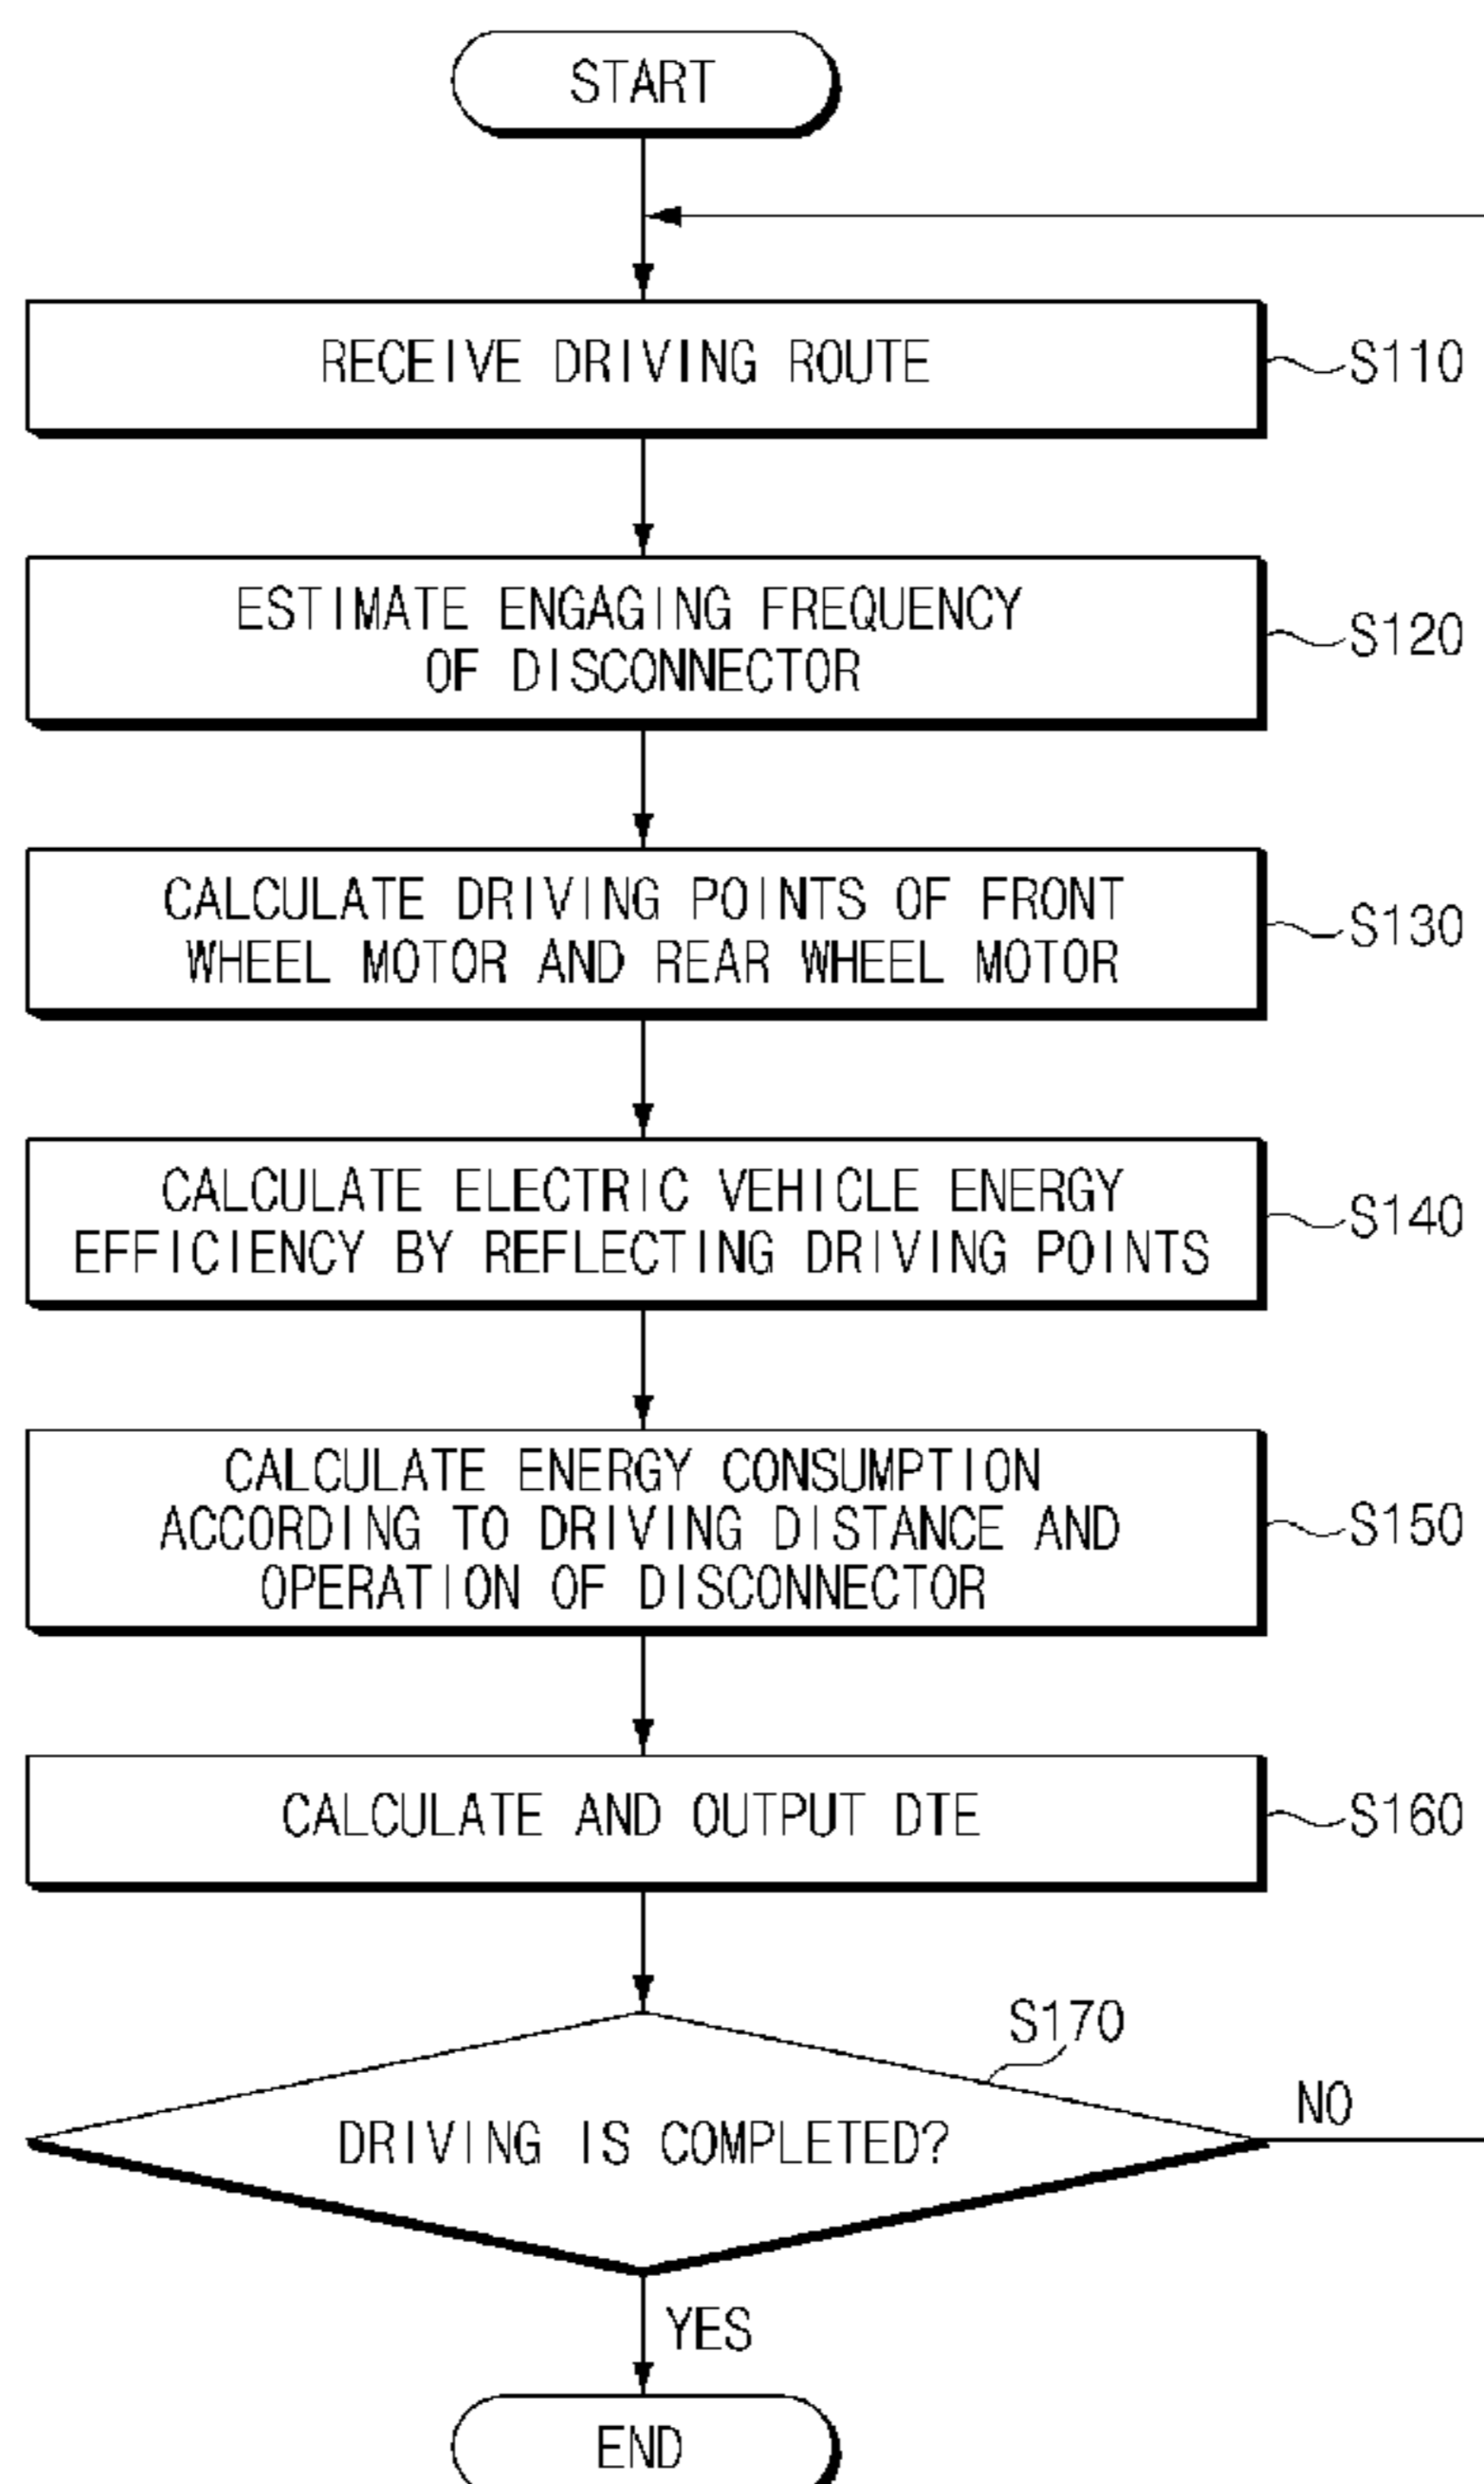 START
RECEIVE DRIVING ROUTE
S110
ESTIMATE ENGAGING FREQUENCY
OF DISCONNECTOR
S120
CALCULATE DRIVING POINTS OF FRONT
WHEEL MOTOR AND REAR WHEEL MOTOR
S130
CALCULATE ELECTRIC VEHICLE ENERGY
EFFICIENCY BY REFLECTING DRIVING POINTS
S140
CALCULATE ENERGY CONSUMPTION
ACCORDING TO DRIVING DISTANCE AND
OPERATION OF DISCONNECTOR
S150
CALCULATE AND OUTPUT DTE
S160
S170
DRIVING IS COMPLETED?
NO
YES
END